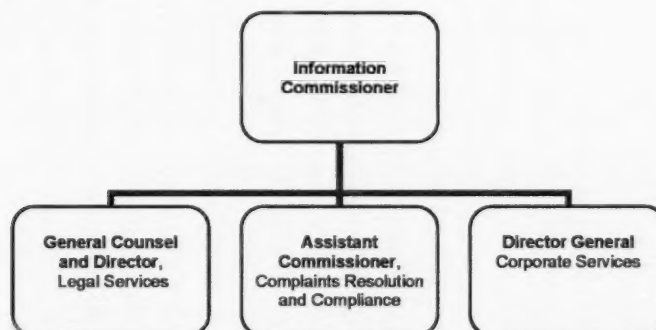 Information
Commissioner
General Counsel
and Director,
Legal Services
Assistant
Commissioner,
Complaints Resolution
and Compliance
Director General
Corporate Services